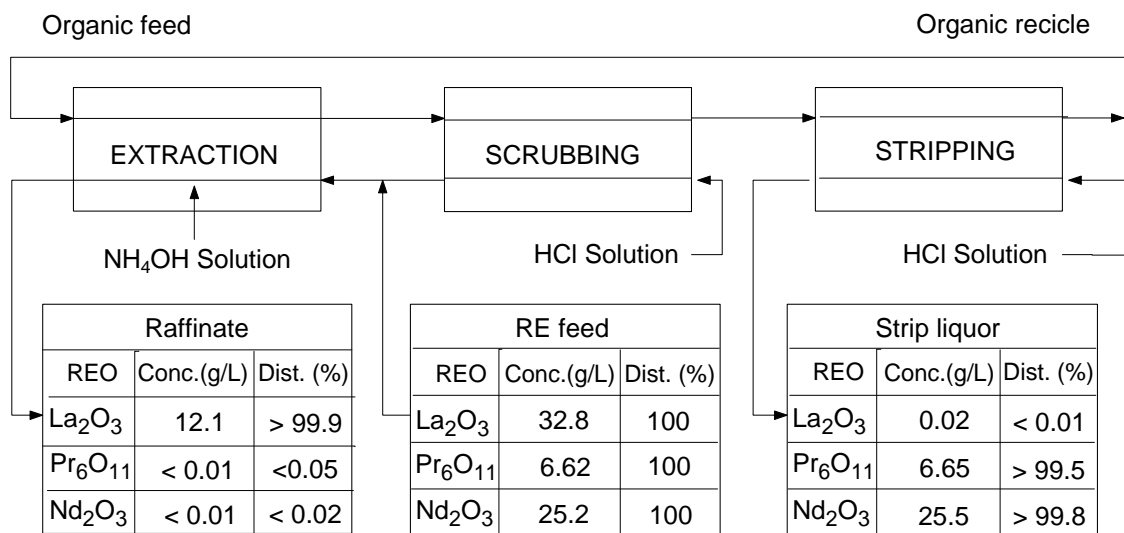 Organic feed Organic recicle
EXTRACTION SCRUBBING STRIPPING
NH₄OH Solution HCl Solution HCl Solution
Raffinate RE feed Strip liquor
REO Conc.(g/L) Dist. (%) REO Conc.(g/L) Dist. (%) REO Conc.(g/L) Dist. (%)
La₂O₃ 12.1 > 99.9 La₂O₃ 32.8 100 La₂O₃ 0.02 < 0.01
Pr₆O₁₁ < 0.01 <0.05 Pr₆O₁₁ 6.62 100 Pr₆O₁₁ 6.65 > 99.5
Nd₂O₃ < 0.01 < 0.02 Nd₂O₃ 25.2 100 Nd₂O₃ 25.5 > 99.8